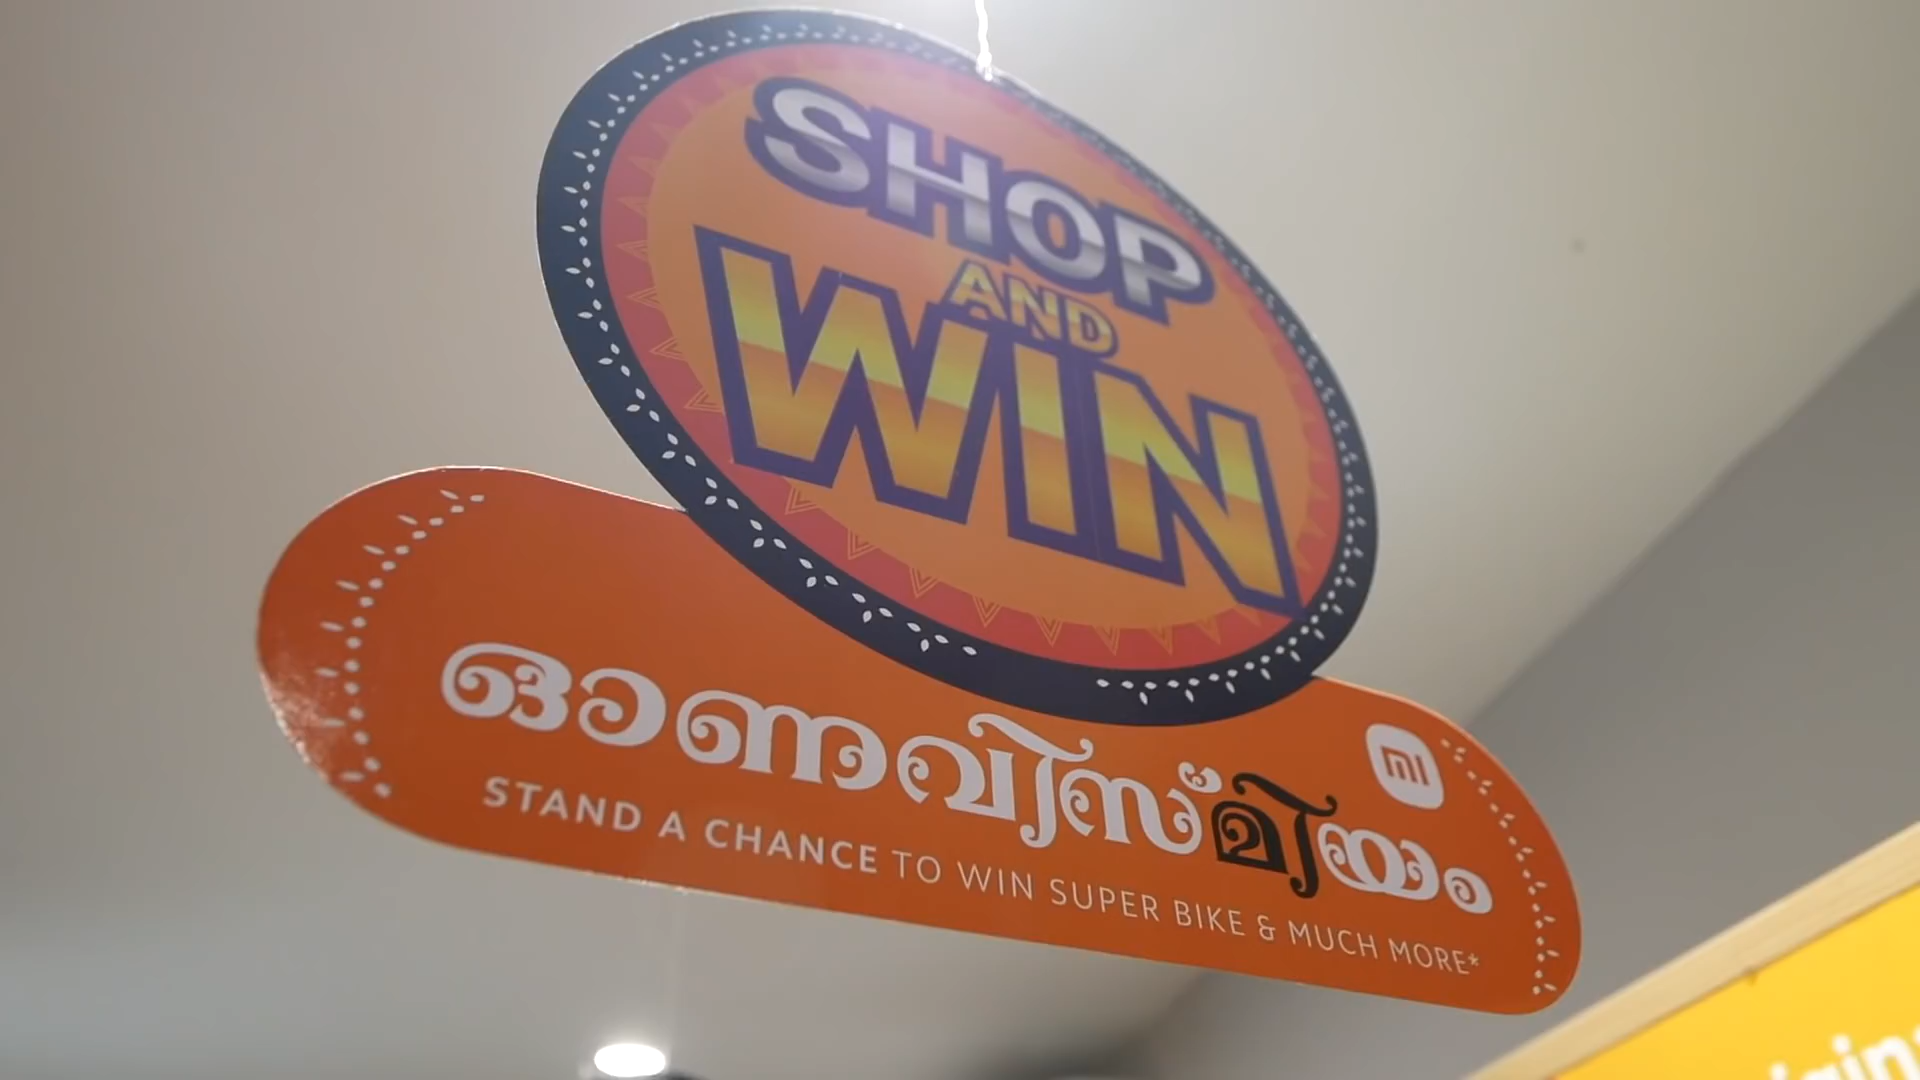 SHOP
AND
WIN
mi
ഓണവിസ്മിയം
STAND A CHANCE TO WIN SUPER BIKE & MUCH MORE*